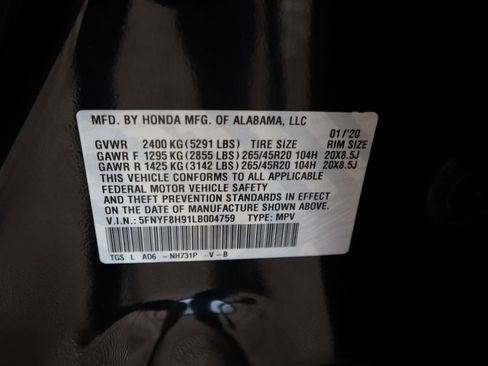 MFD. BY HONDA MFG. OF ALABAMA, LLC 01/'20
GVWR 2400 KG (5291 LBS) TIRE SIZE RIM SIZE
GAWR F 1295 KG (2855 LBS) 265/45R20 104H 20X8.5J
GAWR R 1425 KG (3142 LBS) 265/45R20 104H 20X8.5J
THIS VEHICLE CONFORMS TO ALL APPLICABLE
FEDERAL MOTOR VEHICLE SAFETY
AND THEFT PREVENTION STANDARDS IN EFFECT
ON THE DATE OF MANUFACTURE SHOWN ABOVE.
V.I.N.: 5FNYF8H91LB004759 TYPE: MPV
TGS L A06 -NH731P -V-B